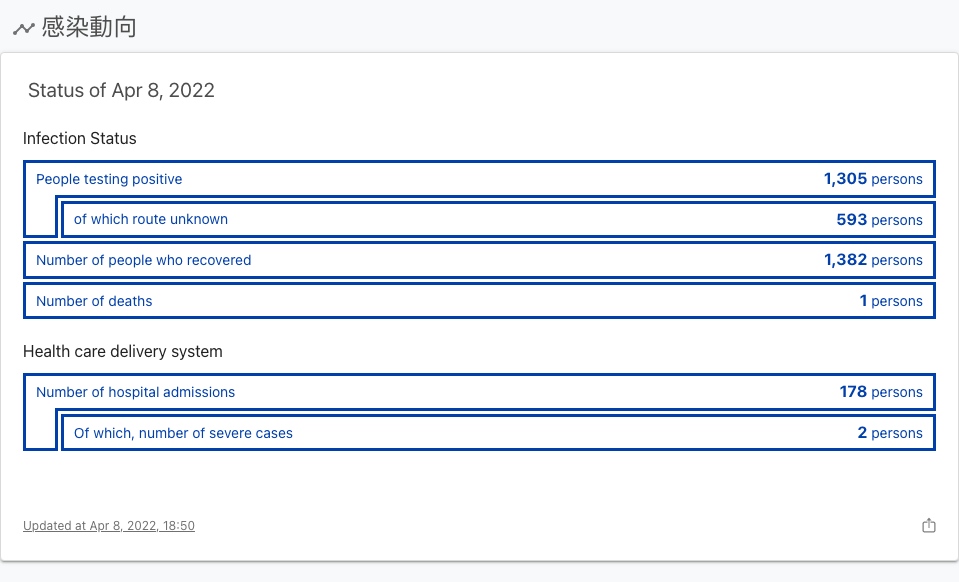 感染動向
Status of Apr 8, 2022
Infection Status
People testing positive 1,305 persons
of which route unknown 593 persons
Number of people who recovered 1,382 persons
Number of deaths 1 persons
Health care delivery system
Number of hospital admissions 178 persons
Of which, number of severe cases 2 persons
Updated at Apr 8, 2022, 18:50